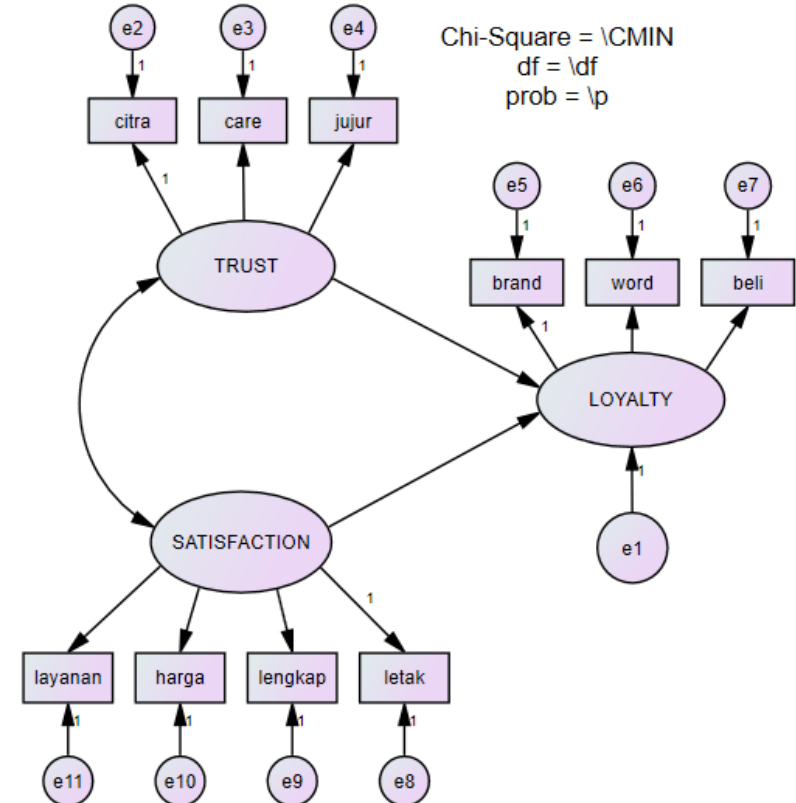 e2 e3 e4
Chi-Square = \CMIN
df = \df
prob = \p
1 1 1
citra care jujur
1
e5 e6 e7
1 1 1
TRUST
brand word beli
1
LOYALTY
1
e1
SATISFACTION
1
layanan harga lengkap letak
1 1 1 1
e11 e10 e9 e8